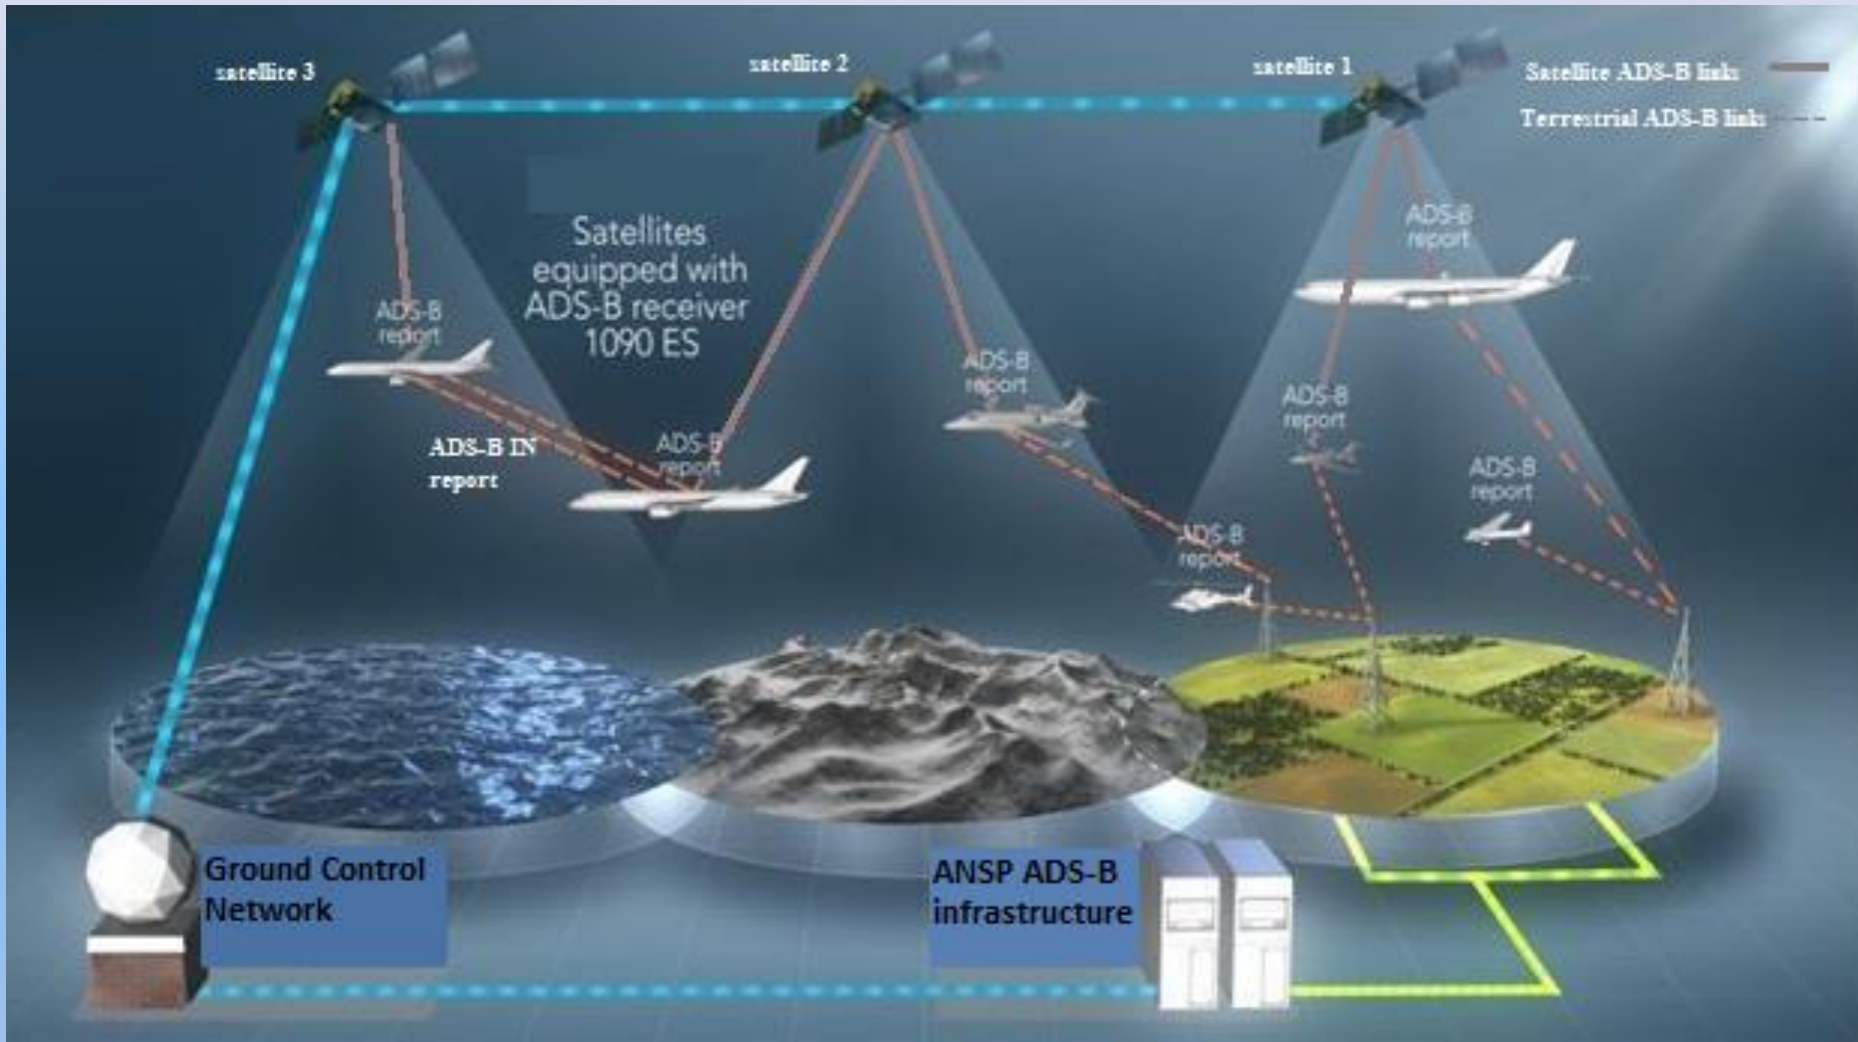 satellite 3
satellite 2
satellite 1
Satellite ADS-B links
Terrestrial ADS-B links
Satellites
equipped with
ADS-B receiver
1090 ES
ADS-B
report
ADS-B
report
ADS-B
report
ADS-B
report
ADS-B IN
report
ADS-B
report
ADS-B
report
ADS-B
report
Ground Control
Network
ANSP ADS-B
infrastructure